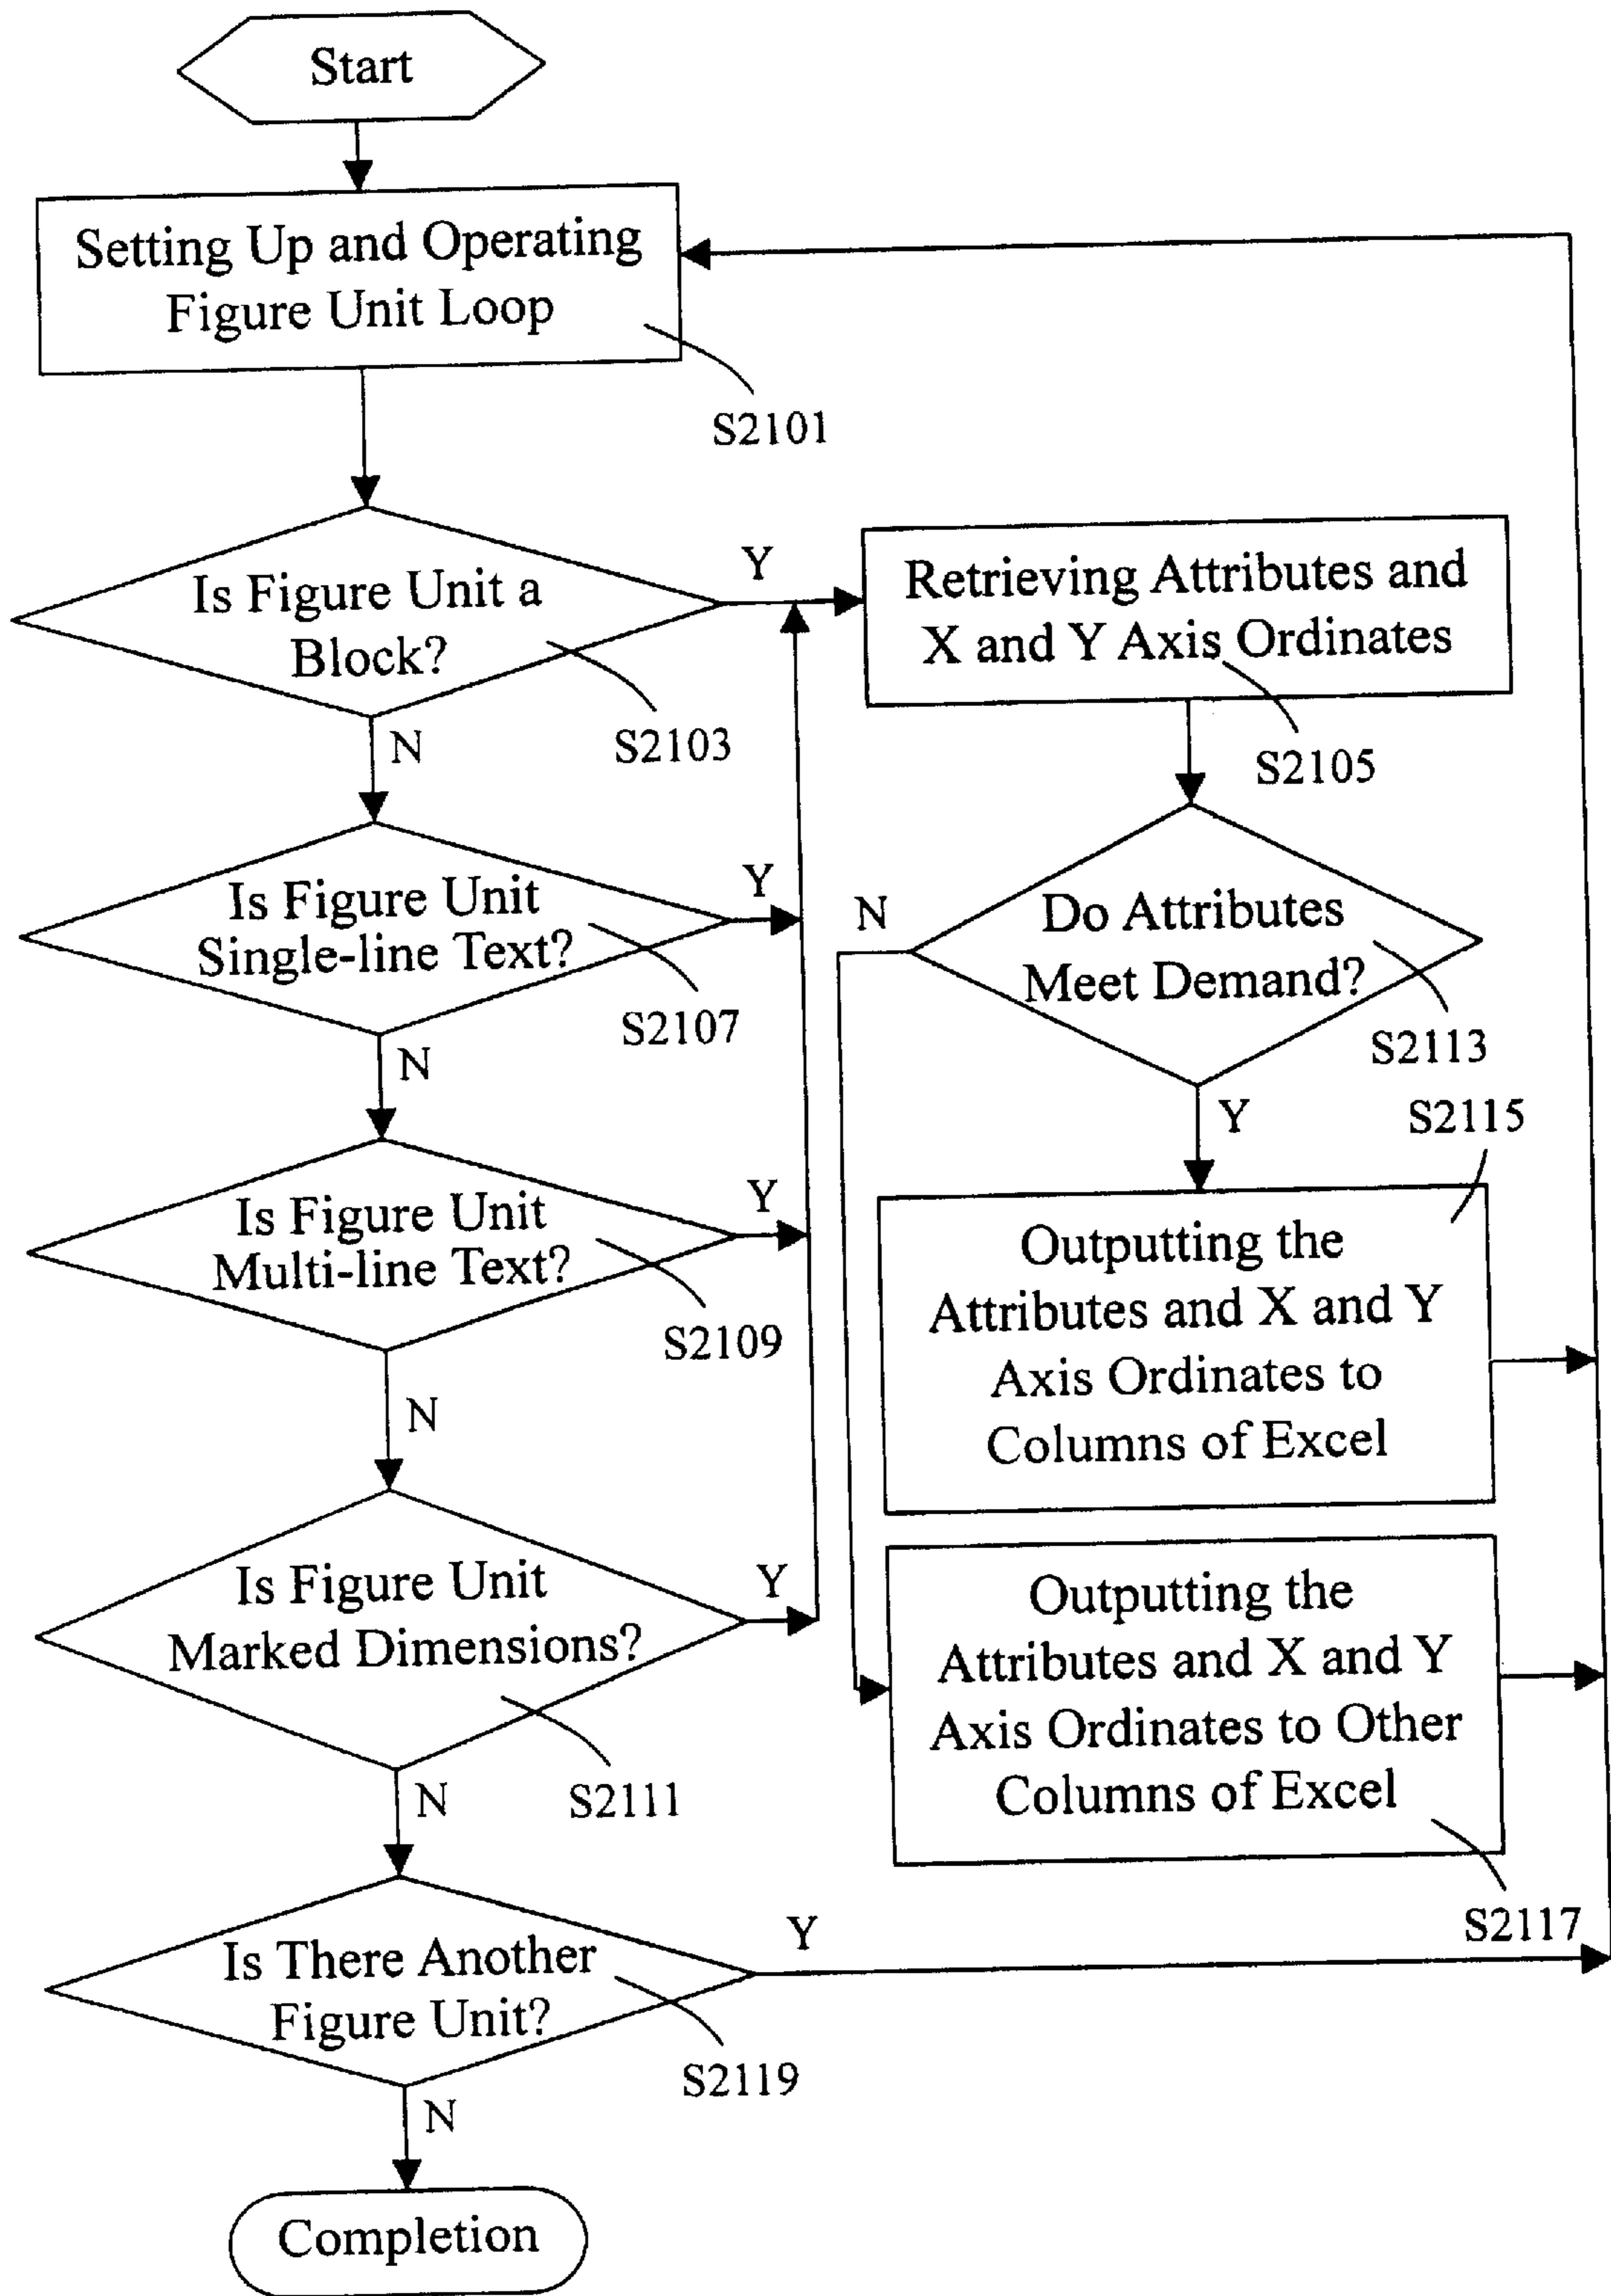 Start
Setting Up and Operating
Figure Unit Loop
S2101
Is Figure Unit a
Block?
Y
S2103
N
Retrieving Attributes and
X and Y Axis Ordinates
S2105
Is Figure Unit
Single-line Text?
Y
S2107
N
Do Attributes
Meet Demand?
N
S2113
Y
S2115
Is Figure Unit
Multi-line Text?
Y
S2109
N
Outputting the
Attributes and X and Y
Axis Ordinates to
Columns of Excel
Is Figure Unit
Marked Dimensions?
Y
S2111
N
Outputting the
Attributes and X and Y
Axis Ordinates to Other
Columns of Excel
S2117
Is There Another
Figure Unit?
Y
S2119
N
Completion